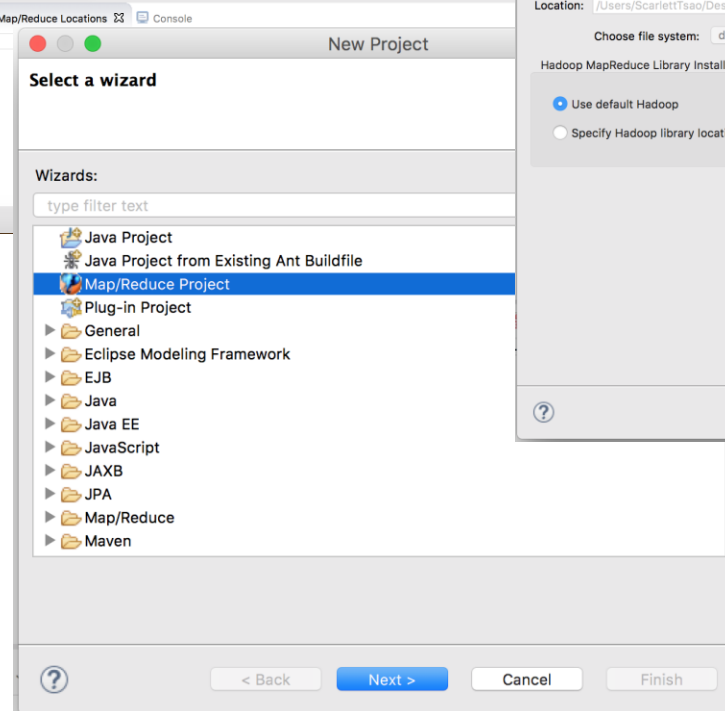 Map/Reduce Locations
Console
New Project
Select a wizard
Wizards:
type filter text
Java Project
Java Project from Existing Ant Buildfile
Map/Reduce Project
Plug-in Project
General
Eclipse Modeling Framework
EJB
Java
Java EE
JavaScript
JAXB
JPA
Map/Reduce
Maven
< Back
Next >
Cancel
Finish
Location: /Users/ScarlettTsao/Des
Choose file system:
Hadoop MapReduce Library Install
Use default Hadoop
Specify Hadoop library locat